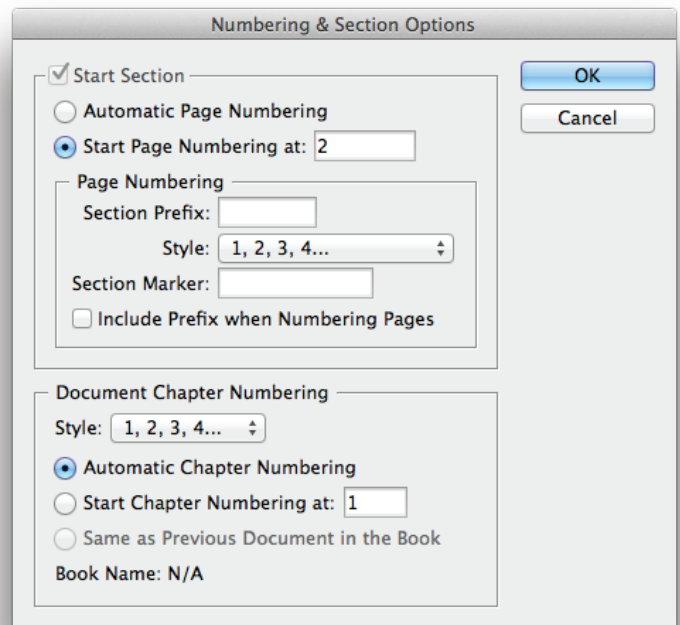 Numbering & Section Options
Start Section
OK
Automatic Page Numbering
Cancel
Start Page Numbering at: 2
Page Numbering
Section Prefix:
Style: 1, 2, 3, 4...
Section Marker:
Include Prefix when Numbering Pages
Document Chapter Numbering
Style: 1, 2, 3, 4...
Automatic Chapter Numbering
Start Chapter Numbering at: 1
Same as Previous Document in the Book
Book Name: N/A